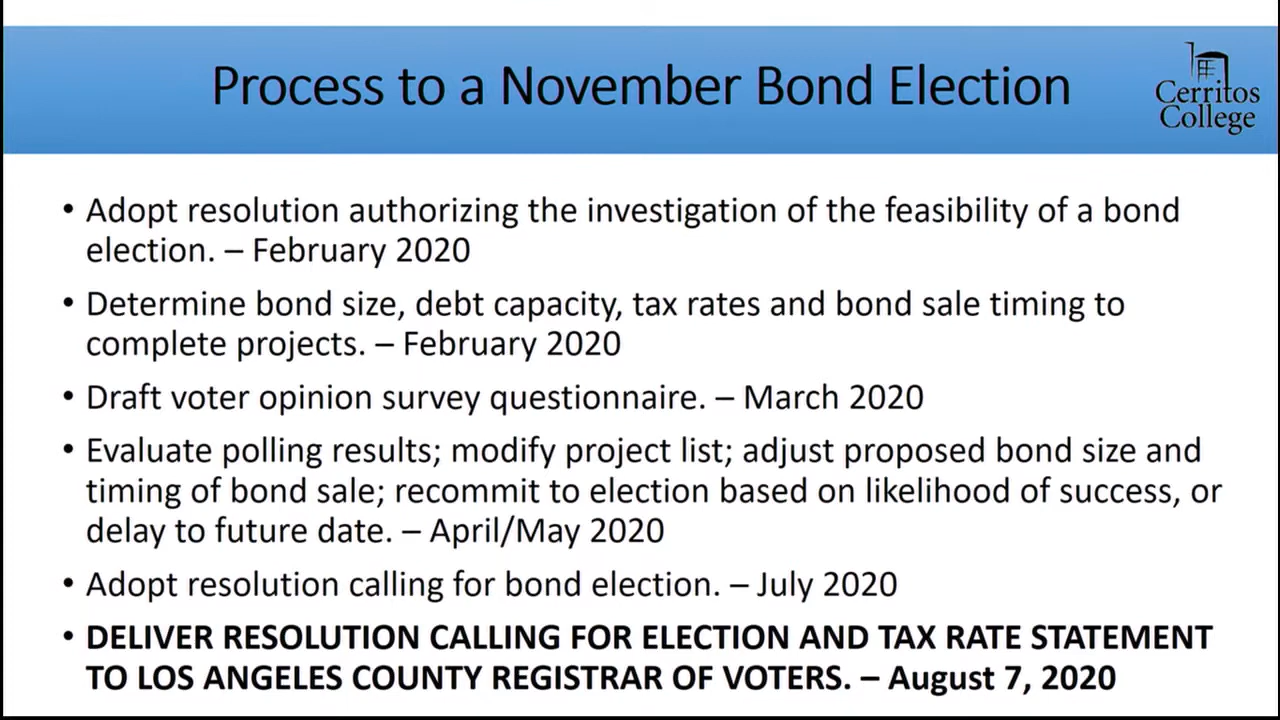 Process to a November Bond Election
Cerritos
College
• Adopt resolution authorizing the investigation of the feasibility of a bond
election. – February 2020
• Determine bond size, debt capacity, tax rates and bond sale timing to
complete projects. – February 2020
• Draft voter opinion survey questionnaire. – March 2020
• Evaluate polling results; modify project list; adjust proposed bond size and
timing of bond sale; recommit to election based on likelihood of success, or
delay to future date. – April/May 2020
• Adopt resolution calling for bond election. – July 2020
• DELIVER RESOLUTION CALLING FOR ELECTION AND TAX RATE STATEMENT
TO LOS ANGELES COUNTY REGISTRAR OF VOTERS. – August 7, 2020